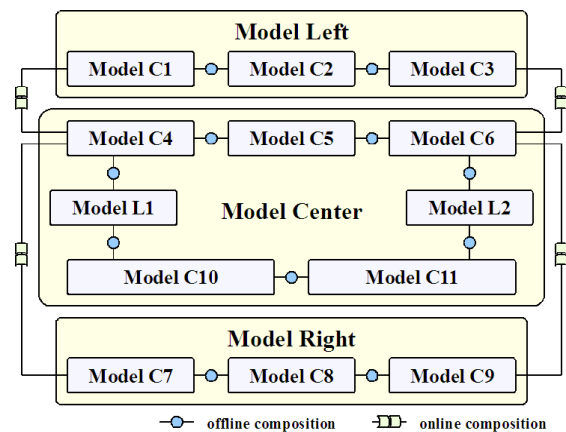 Model Left
Model C1 Model C2 Model C3
Model C4 Model C5 Model C6
Model L1 Model L2
Model Center
Model C10 Model C11
Model Right
Model C7 Model C8 Model C9
offline composition online composition